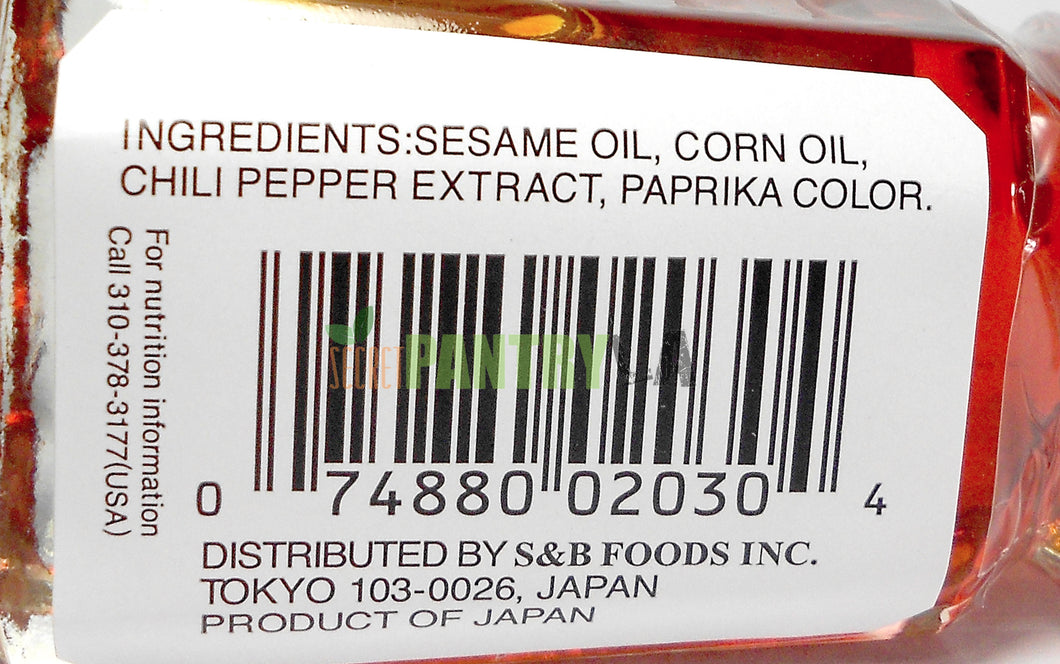 INGREDIENTS:SESAME OIL, CORN OIL,
CHILI PEPPER EXTRACT, PAPRIKA COLOR.
For nutrition information
Call 310-378-3177(USA)
SECRET PANTRY LA
0 74880 02030 4
DISTRIBUTED BY S&B FOODS INC.
TOKYO 103-0026, JAPAN
PRODUCT OF JAPAN